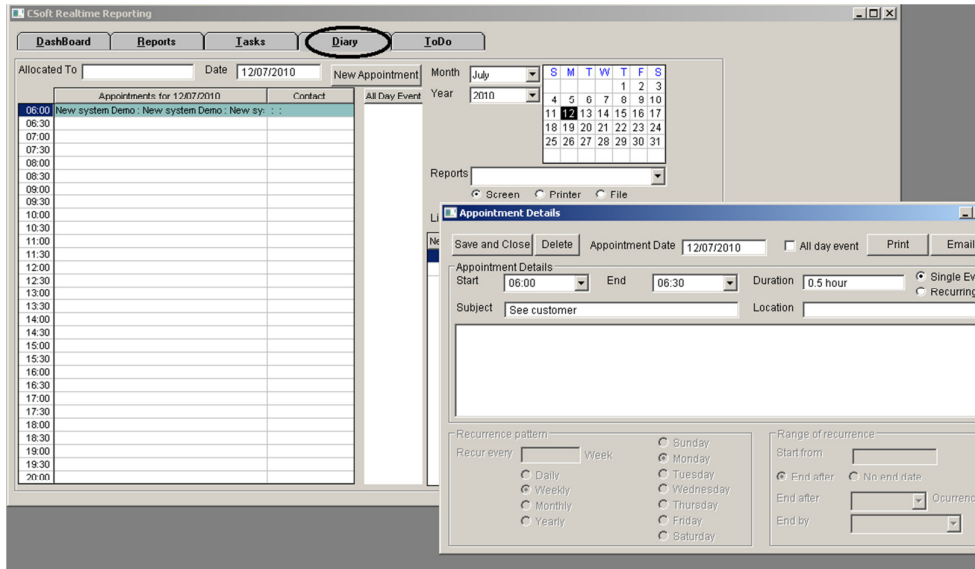 CSoft Realtime Reporting
DashBoard Reports Tasks Diary ToDo
Allocated To Date 12/07/2010 New Appointment Month July
Year 2010
S M T W T F S
1 2 3
4 5 6 7 8 9 10
11 12 13 14 15 16 17
18 19 20 21 22 23 24
25 26 27 28 29 30 31
Appointments for 12/07/2010 Contact All Day Event
06:00 New system Demo : New system Demo : New sy: : :
06:30
07:00
07:30
08:00
08:30
09:00
09:30
10:00
10:30
11:00
11:30
12:00
12:30
13:00
13:30
14:00
14:30
15:00
15:30
16:00
16:30
17:00
17:30
18:00
18:30
19:00
19:30
20:00
Reports
Screen Printer File
Li
Ne
Appointment Details
Save and Close Delete Appointment Date 12/07/2010 All day event Print Email
Appointment Details
Start 06:00 End 06:30 Duration 0.5 hour Single Ev
Recurring
Subject See customer Location
Recurrence pattern
Recur every Week
Daily
Weekly
Monthly
Yearly
Sunday
Monday
Tuesday
Wednesday
Thursday
Friday
Saturday
Range of recurrence
Start from
End after No end date
End after Ocurrenc
End by